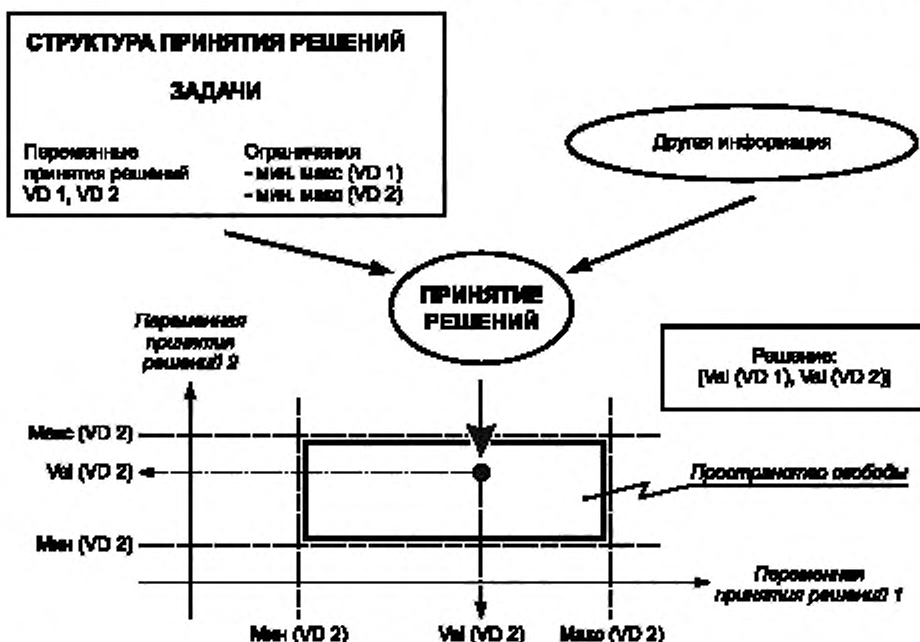 СТРУКТУРА ПРИНЯТИЯ РЕШЕНИЙ
ЗАДАЧИ
Переменные
принятия решений
VD 1, VD 2
Ограничения
- мин. макс (VD 1)
- мин. макс (VD 2)
Другая информация
ПРИНЯТИЕ
РЕШЕНИЙ
Переменная
принятия
решений 2
Решение:
[Val (VD 1), Val (VD 2)]
Макс (VD 2)
Val (VD 2)
Мин (VD 2)
Пространство свободы
Переменная
принятия решений 1
Мин (VD 2)
Val (VD 2)
Макс (VD 2)